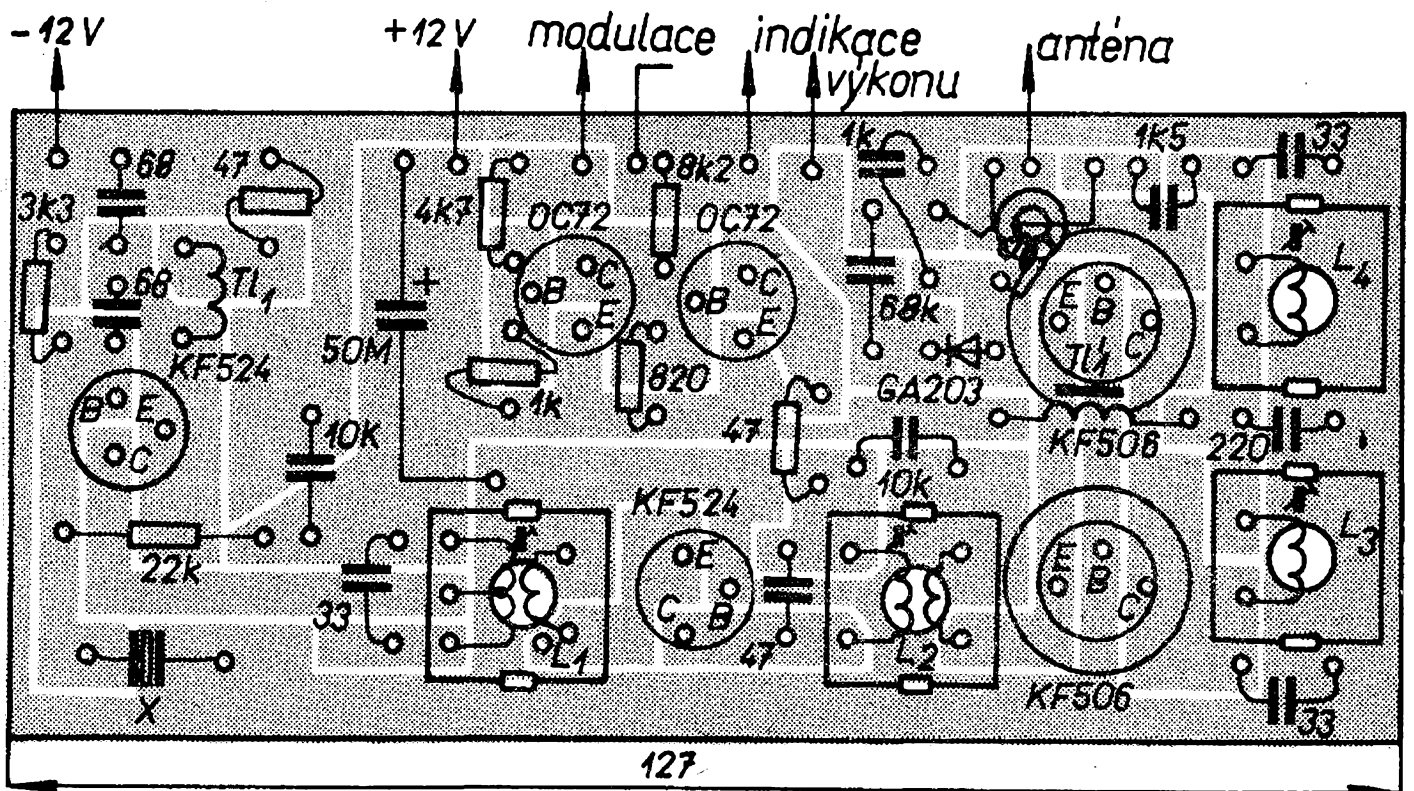 -12V +12V modulace indikace výkonu anténa
68 47 8k2 1k 1K5 33
3k3 4k7 OC72 OC72
B C E B C E
68 Tl1 + 68k E B C L4
50M 820 Tl1
KF524 1k GA203
B E C 10K 47 KF506 220
10k
22k KF524 L3
33 E C B E B C
47
L1 L2
X KF506 33
127